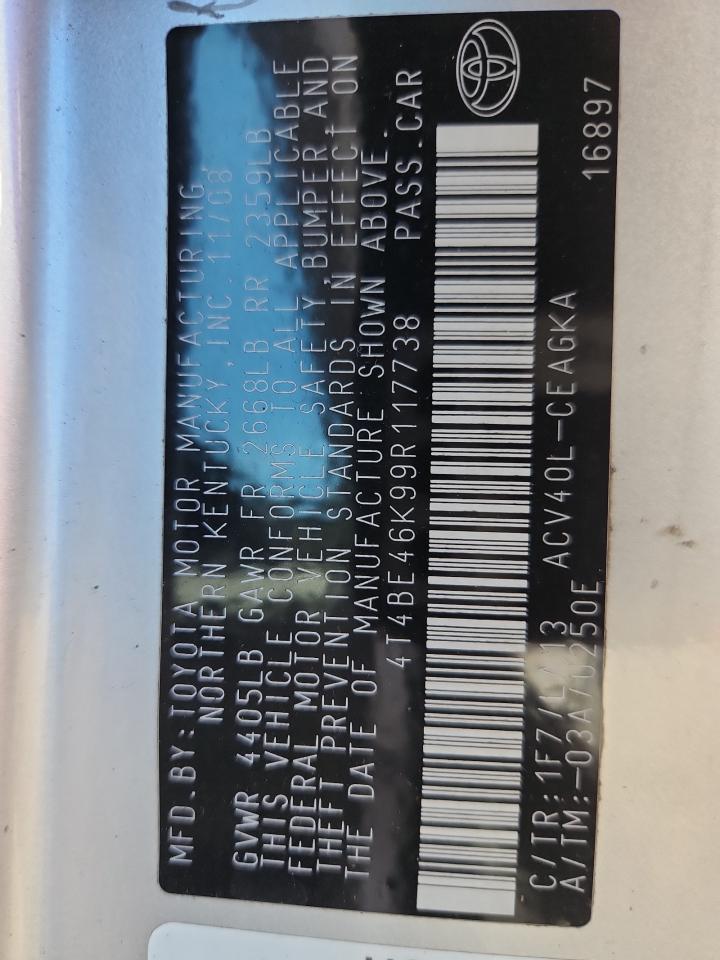 MFD.BY:TOYOTA MOTOR MANUFACTURING,
NORTHERN KENTUCKY, INC. 11/08
GVWR 4405LB GAWR FR 2668LB RR 2359LB
THIS VEHICLE CONFORMS TO ALL APPLICABLE
FEDERAL MOTOR VEHICLE SAFETY, BUMPER AND
THEFT PREVENTION STANDARDS IN EFFECT ON
THE DATE OF MANUFACTURE SHOWN ABOVE.
4T4BE46K99R117738 PASS.CAR
C/TR:1F7/ /13 ACV40L-CEAGKA
A/TM:-03A/U250E 16897